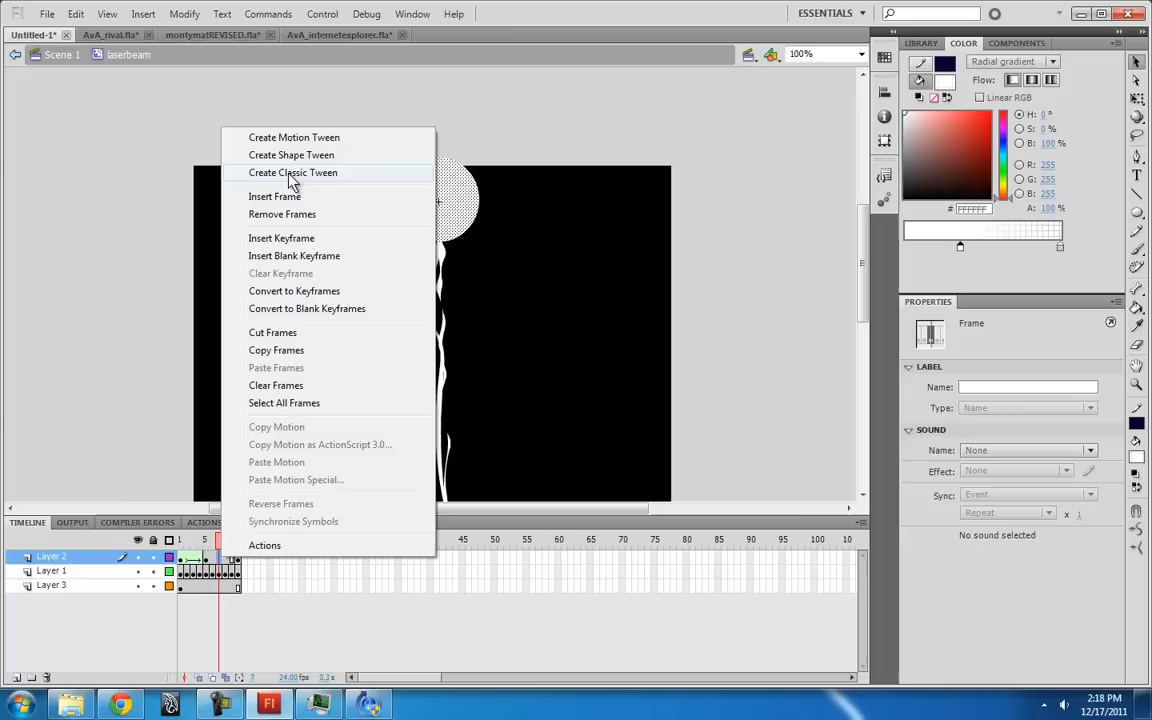 File Edit View Insert Modify Text Commands Control Debug Window Help ESSENTIALS
Untitled-1* AvA_rival.fla* montymatREVISED.fla* AvA_internetexplorer.fla*
Scene 1 laserbeam 100%
LIBRARY COLOR COMPONENTS
Radial gradient
Flow:
Linear RGB
H: 0 °
S: 0 %
B: 100 %
R: 255
G: 255
B: 255
# FFFFFF A: 100 %
Create Motion Tween
Create Shape Tween
Create Classic Tween
Insert Frame
Remove Frames
Insert Keyframe
Insert Blank Keyframe
Clear Keyframe
Convert to Keyframes
Convert to Blank Keyframes
Cut Frames
Copy Frames
Paste Frames
Clear Frames
Select All Frames
Copy Motion
Copy Motion as ActionScript 3.0...
Paste Motion
Paste Motion Special...
Reverse Frames
Synchronize Symbols
Actions
PROPERTIES
Frame
LABEL
Name:
Type: Name
SOUND
Name: None
Effect: None
Sync: Event
Repeat x 1
No sound selected
TIMELINE OUTPUT COMPILER ERRORS ACTIONS
1 5 45 50 55 60 65 70 75 80 85 90 95 100 10
Layer 2
Layer 1
Layer 3
7 24.00fps 0.3s
2:18 PM
12/17/2011